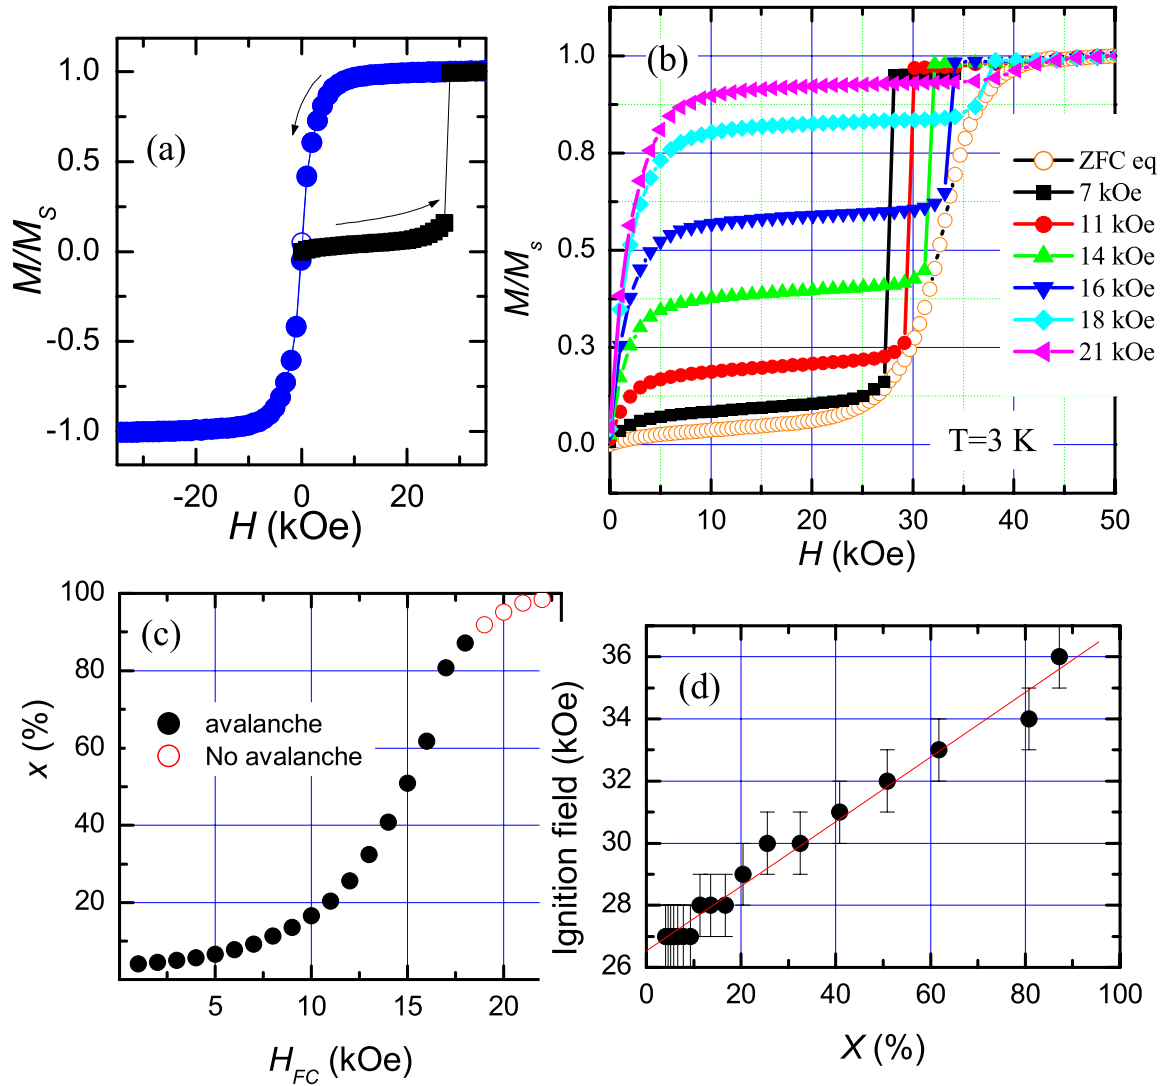 (a)
M/M_S
1.0
0.5
0.0
-0.5
-1.0
-20
0
20
H (kOe)
(b)
M/M_s
1.0
0.8
0.5
0.3
0.0
0
10
20
30
40
50
H (kOe)
ZFC eq
7 kOe
11 kOe
14 kOe
16 kOe
18 kOe
21 kOe
T=3 K
(c)
x (%)
100
80
60
40
20
5
10
15
20
H_FC (kOe)
avalanche
No avalanche
(d)
Ignition field (kOe)
36
34
32
30
28
26
0
20
40
60
80
100
X (%)